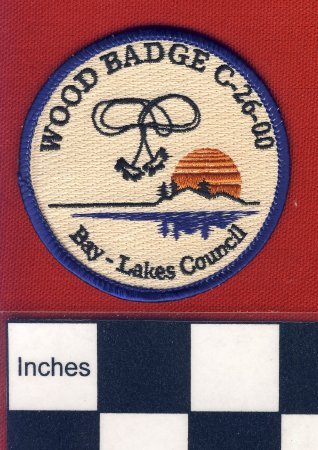 WOOD BADGE C-26-00
Bay - Lakes Council
Inches